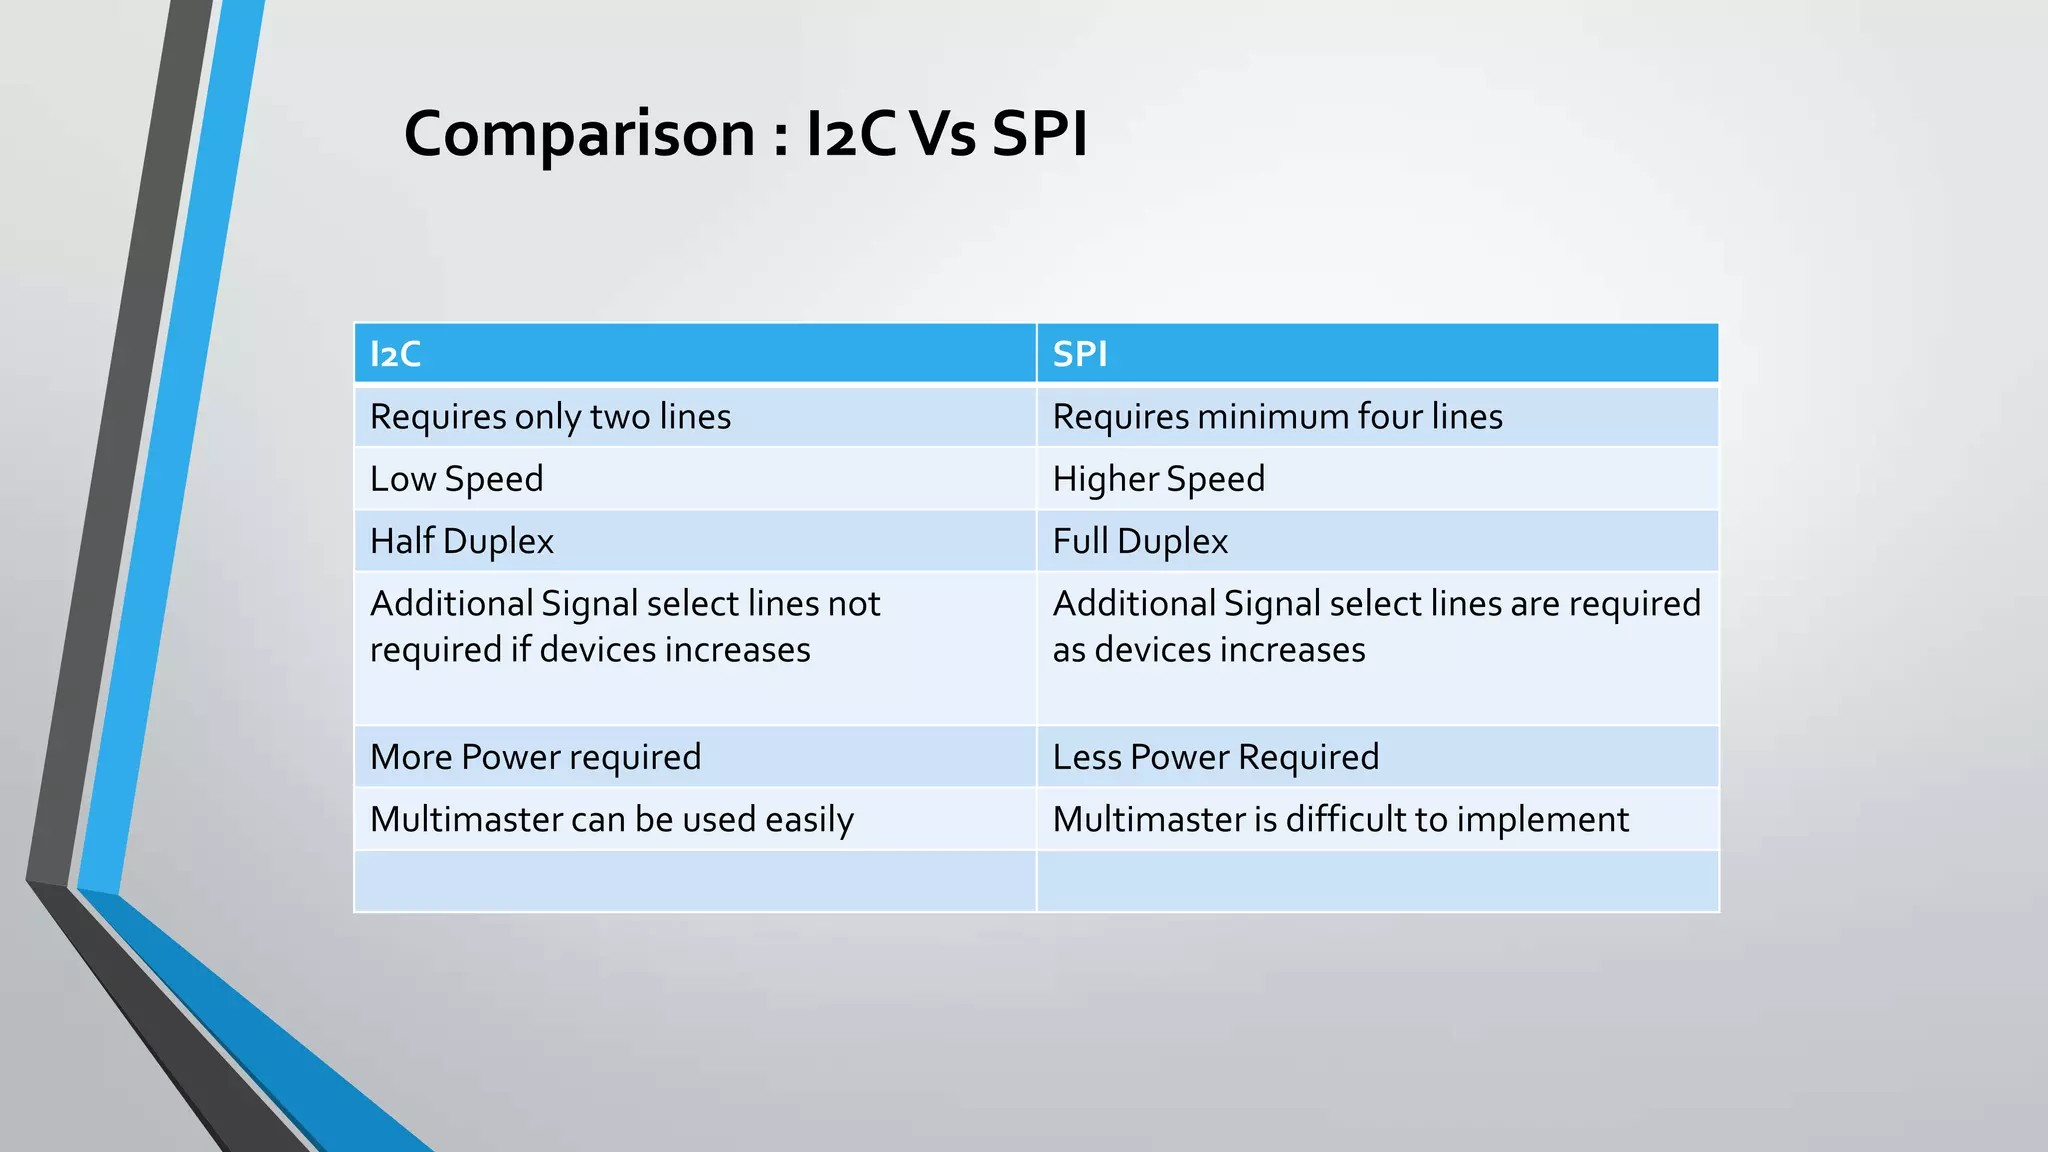 Comparison : I2C Vs SPI
I2C
SPI
Requires only two lines
Requires minimum four lines
Low Speed
Higher Speed
Half Duplex
Full Duplex
Additional Signal select lines not
required if devices increases
Additional Signal select lines are required
as devices increases
More Power required
Less Power Required
Multimaster can be used easily
Multimaster is difficult to implement